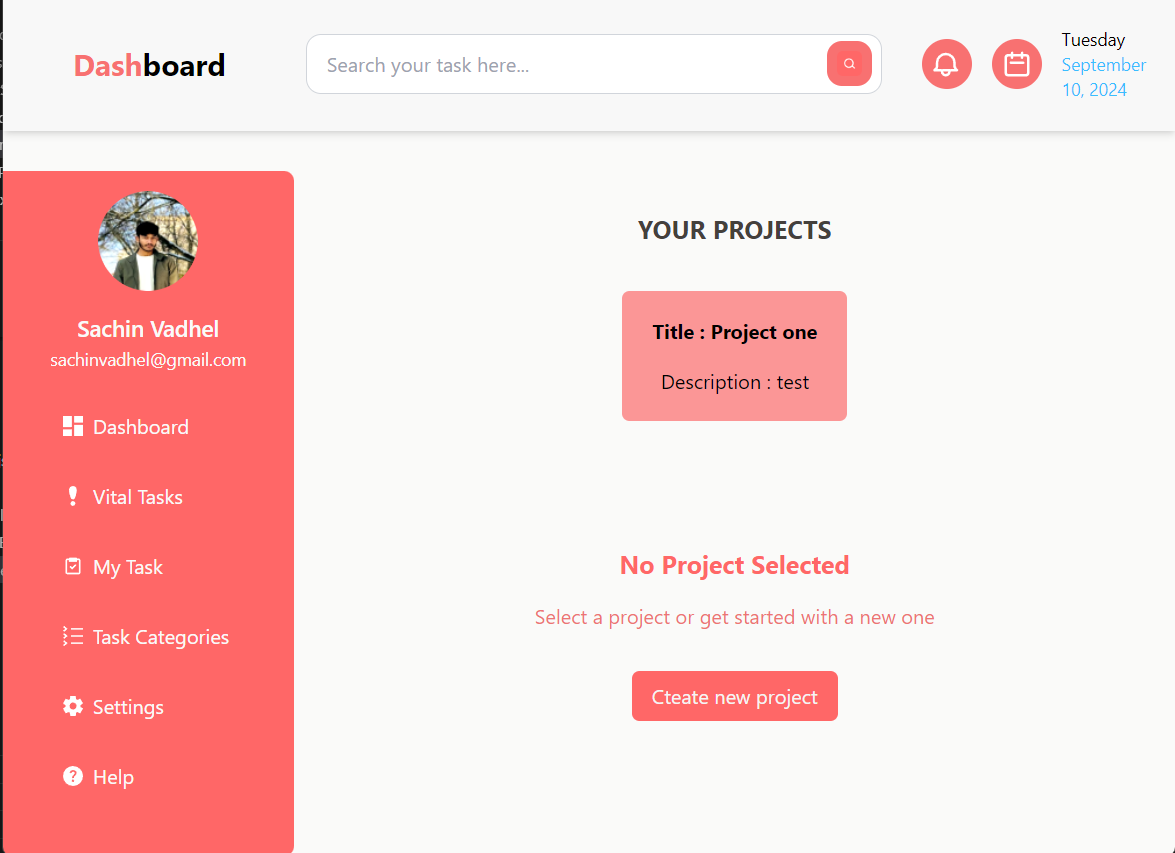 Dashboard
Search your task here...
Tuesday
September
10, 2024
Sachin Vadhel
sachinvadhel@gmail.com
Dashboard
Vital Tasks
My Task
Task Categories
Settings
Help
YOUR PROJECTS
Title : Project one
Description : test
No Project Selected
Select a project or get started with a new one
Cteate new project